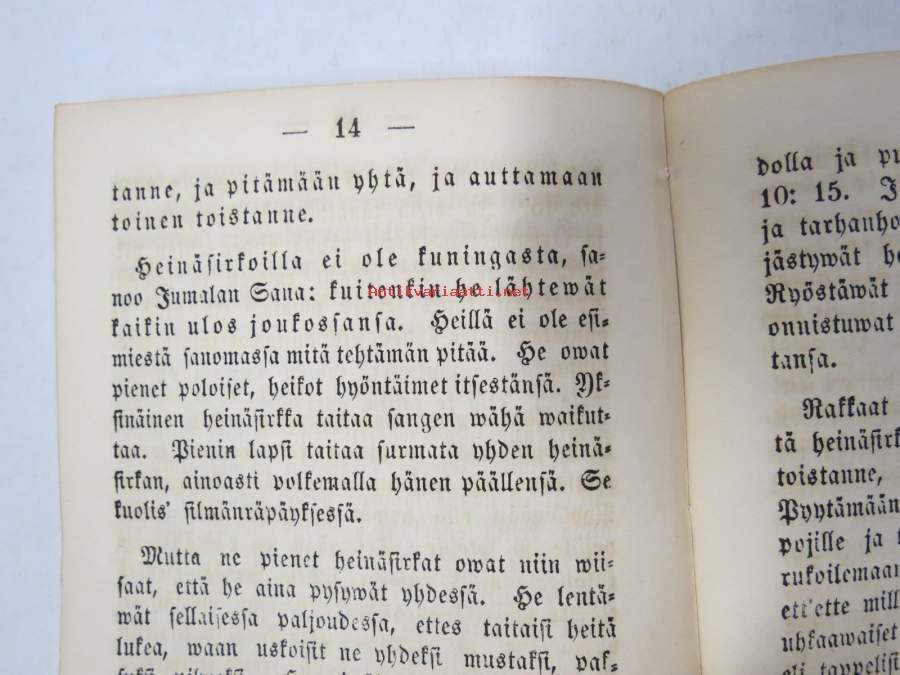 — 14 —
tanne, ja pitämään yhtä, ja auttamaan
toinen toistanne.
Heinäsirkoilla ei ole kuningasta, sa-
noo Jumalan Sana: kuitenkin he lähtewät
kaikin ulos joukossansa. Heillä ei ole esi-
miestä sanomassa mitä tehtämän pitää. He owat
pienet poloiset, heikot hyöntäimet itsestänsä. Yk-
sinäinen heinäsirkka taitaa sangen wähä waikut-
taa. Pienin lapsi taitaa surmata yhden heinä-
sirkan, ainoasti polkemalla hänen päällensä. Se
kuolis' silmänräpäyksessä.
Mutta ne pienet heinäsirkat owat niin wii-
saat, että he aina pysywät yhdessä. He lentä-
wät sellaisessa paljoudessa, ettes taitaisi heitä
lukea, waan uskoisit ne yhdeksi mustaksi, pak-
dolla ja
10: 15.
ja tarhanho
jästywät
Ryöstäwät
onnistuwat
tansa.
Rakkaat
tä heinäsirk
toistanne,
Pyytämään
pojille ja
rukoilemaan
ett'ette mill
uhkaawaiset
eli tappelis
Antikvariaatti.net